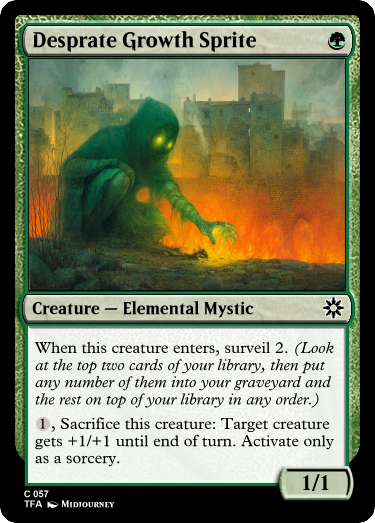 Desprate Growth Sprite
Creature — Elemental Mystic
When this creature enters, surveil 2. (Look
at the top two cards of your library, then put
any number of them into your graveyard and
the rest on top of your library in any order.)
1, Sacrifice this creature: Target creature
gets +1/+1 until end of turn. Activate only
as a sorcery.
1/1
C 057
TFA Midjourney